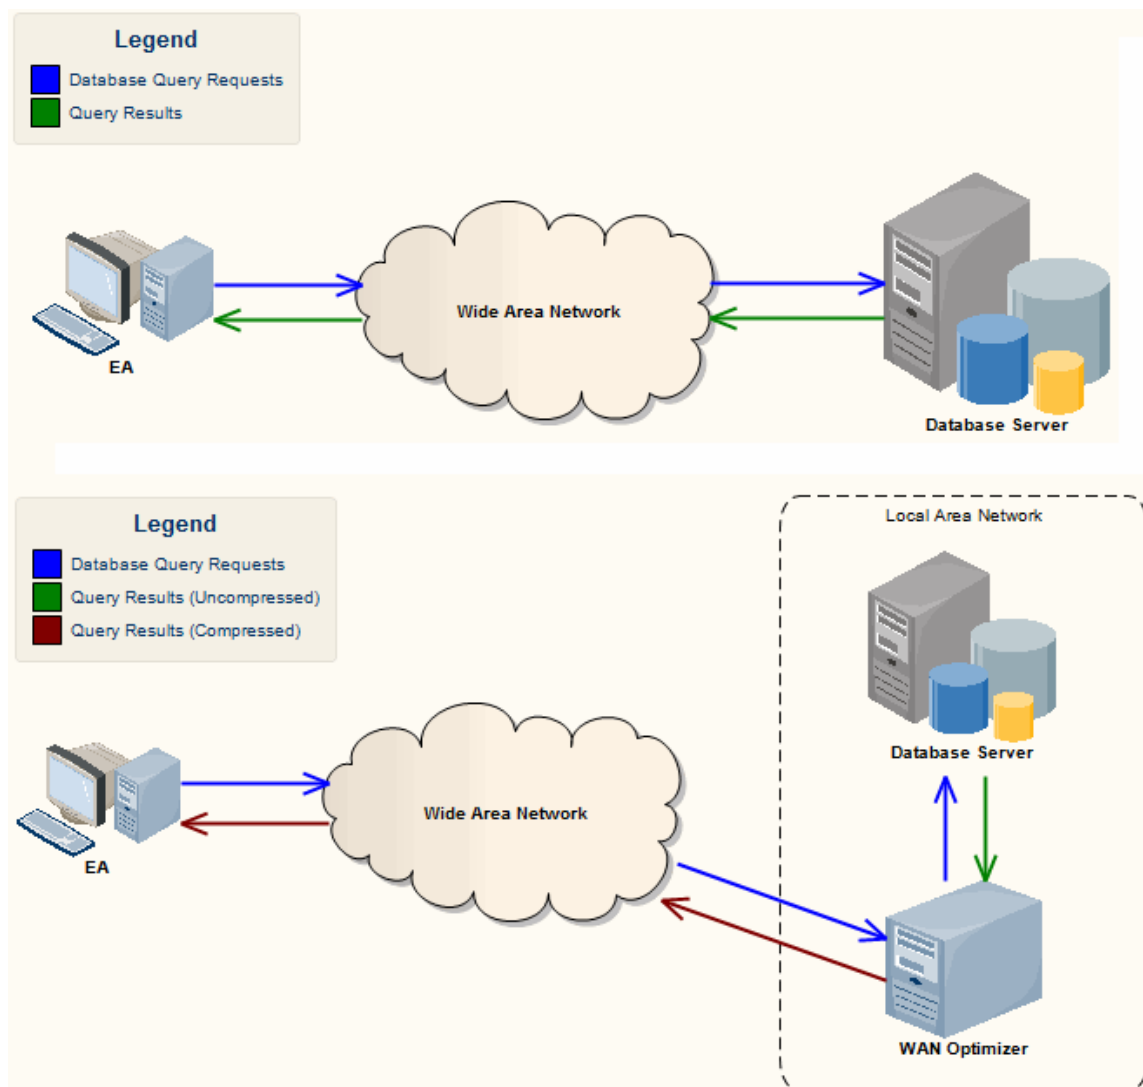 Legend
Database Query Requests
Query Results
Wide Area Network
EA
Database Server
Legend
Database Query Requests
Query Results (Uncompressed)
Query Results (Compressed)
Local Area Network
Database Server
Wide Area Network
EA
WAN Optimizer